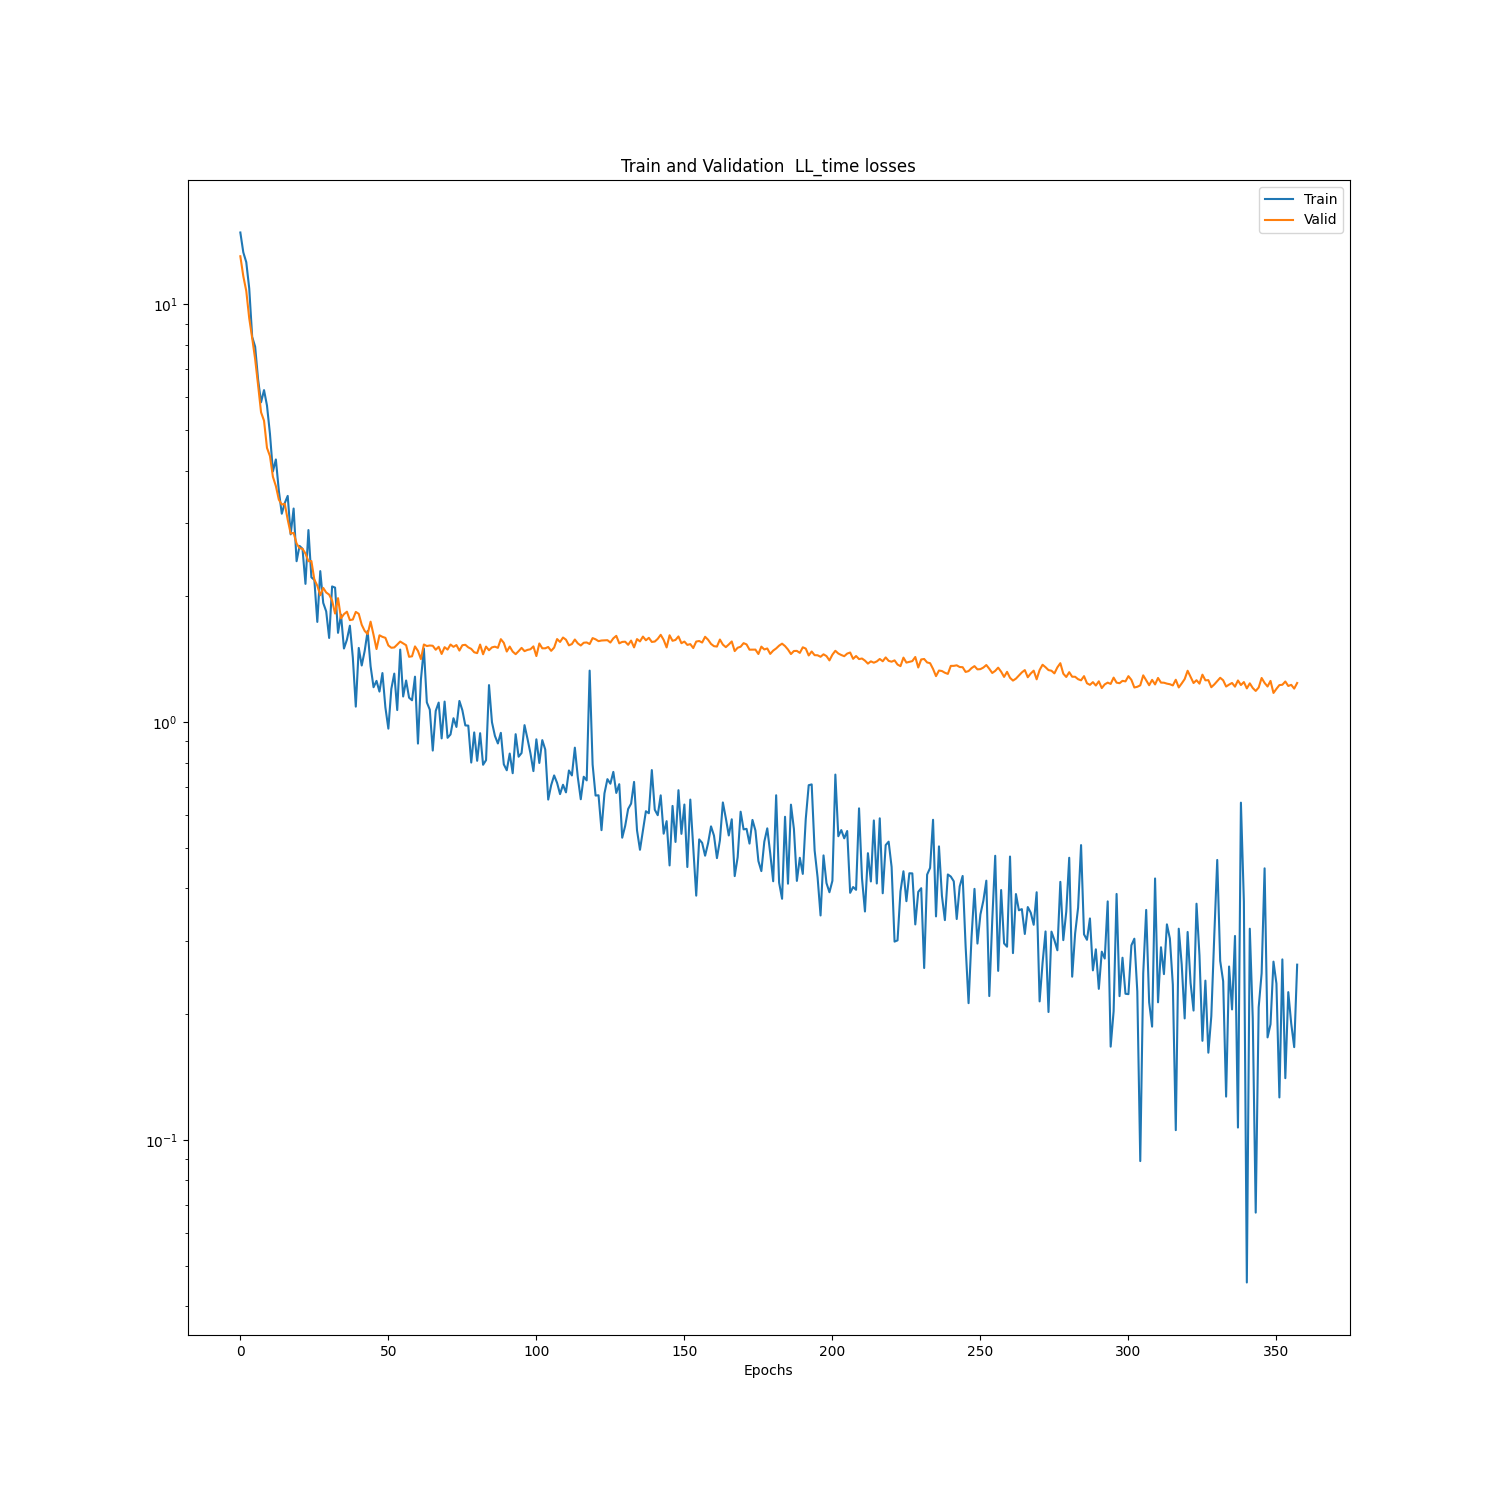 Train and Validation  LL_time losses
Train
Valid
10¹
10⁰
10⁻¹
0 50 100 150 200 250 300 350
Epochs